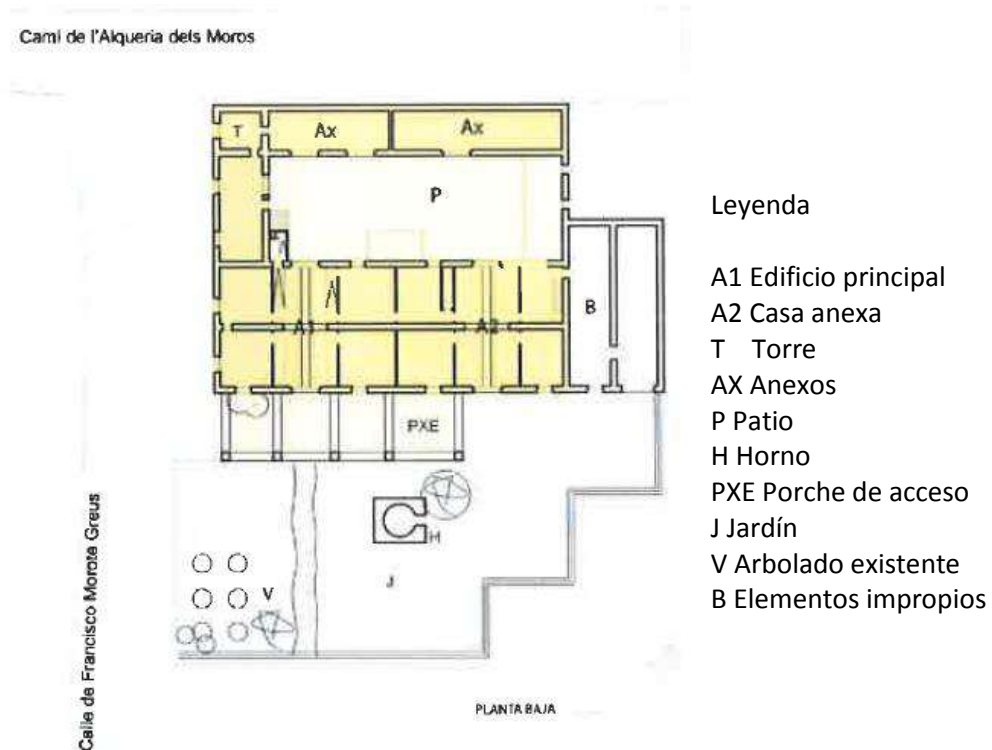 Camí de l'Alqueria dels Moros
T
Ax
Ax
P
A1
A2
B
PXE
H
J
V
Calle de Francisco Morote Greus
PLANTA BAJA
Leyenda
A1 Edificio principal
A2 Casa anexa
T Torre
AX Anexos
P Patio
H Horno
PXE Porche de acceso
J Jardín
V Arbolado existente
B Elementos impropios